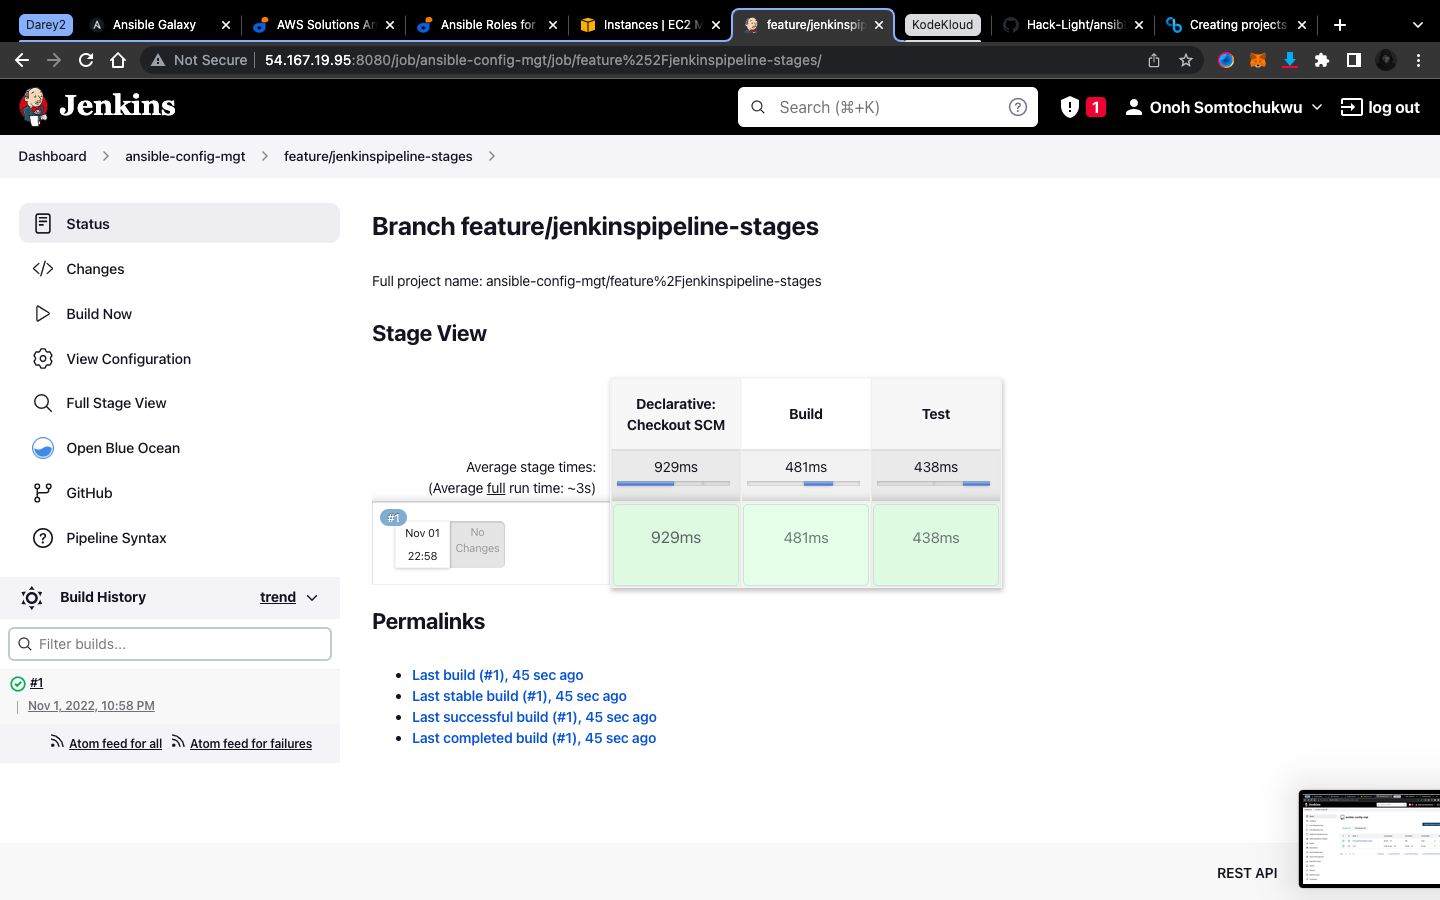 Darey2
Ansible Galaxy
AWS Solutions Ar
Ansible Roles for
Instances | EC2 M
feature/jenkinspip
KodeKloud
Hack-Light/ansib
Creating projects
Not Secure
54.167.19.95:8080/job/ansible-config-mgt/job/feature%252Fjenkinspipeline-stages/
Jenkins
Search (⌘+K)
1
Onoh Somtochukwu
log out
Dashboard
ansible-config-mgt
feature/jenkinspipeline-stages
Status
Changes
Build Now
View Configuration
Full Stage View
Open Blue Ocean
GitHub
Pipeline Syntax
Build History
trend
Filter builds...
#1
Nov 1, 2022, 10:58 PM
Atom feed for all
Atom feed for failures
Branch feature/jenkinspipeline-stages
Full project name: ansible-config-mgt/feature%2Fjenkinspipeline-stages
Stage View
Declarative:
Checkout SCM
Build
Test
Average stage times:
(Average full run time: ~3s)
929ms
481ms
438ms
#1
Nov 01
22:58
No
Changes
929ms
481ms
438ms
Permalinks
Last build (#1), 45 sec ago
Last stable build (#1), 45 sec ago
Last successful build (#1), 45 sec ago
Last completed build (#1), 45 sec ago
REST API